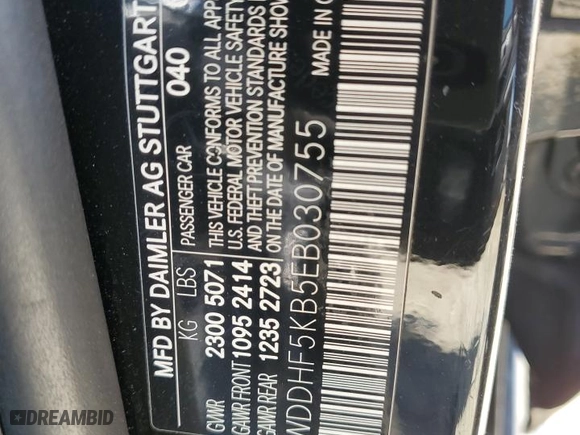 MFD BY DAIMLER AG STUTTGART
KG LBS PASSENGER CAR 040
GVWR 2300 5071 THIS VEHICLE CONFORMS TO ALL APP
GAWR FRONT 1095 2414 U.S. FEDERAL MOTOR VEHICLE SAFETY
GAWR REAR 1235 2723 AND THEFT PREVENTION STANDARDS
ON THE DATE OF MANUFACTURE SHOW
WDDHF5KB5EB030755 MADE IN
DREAMBID